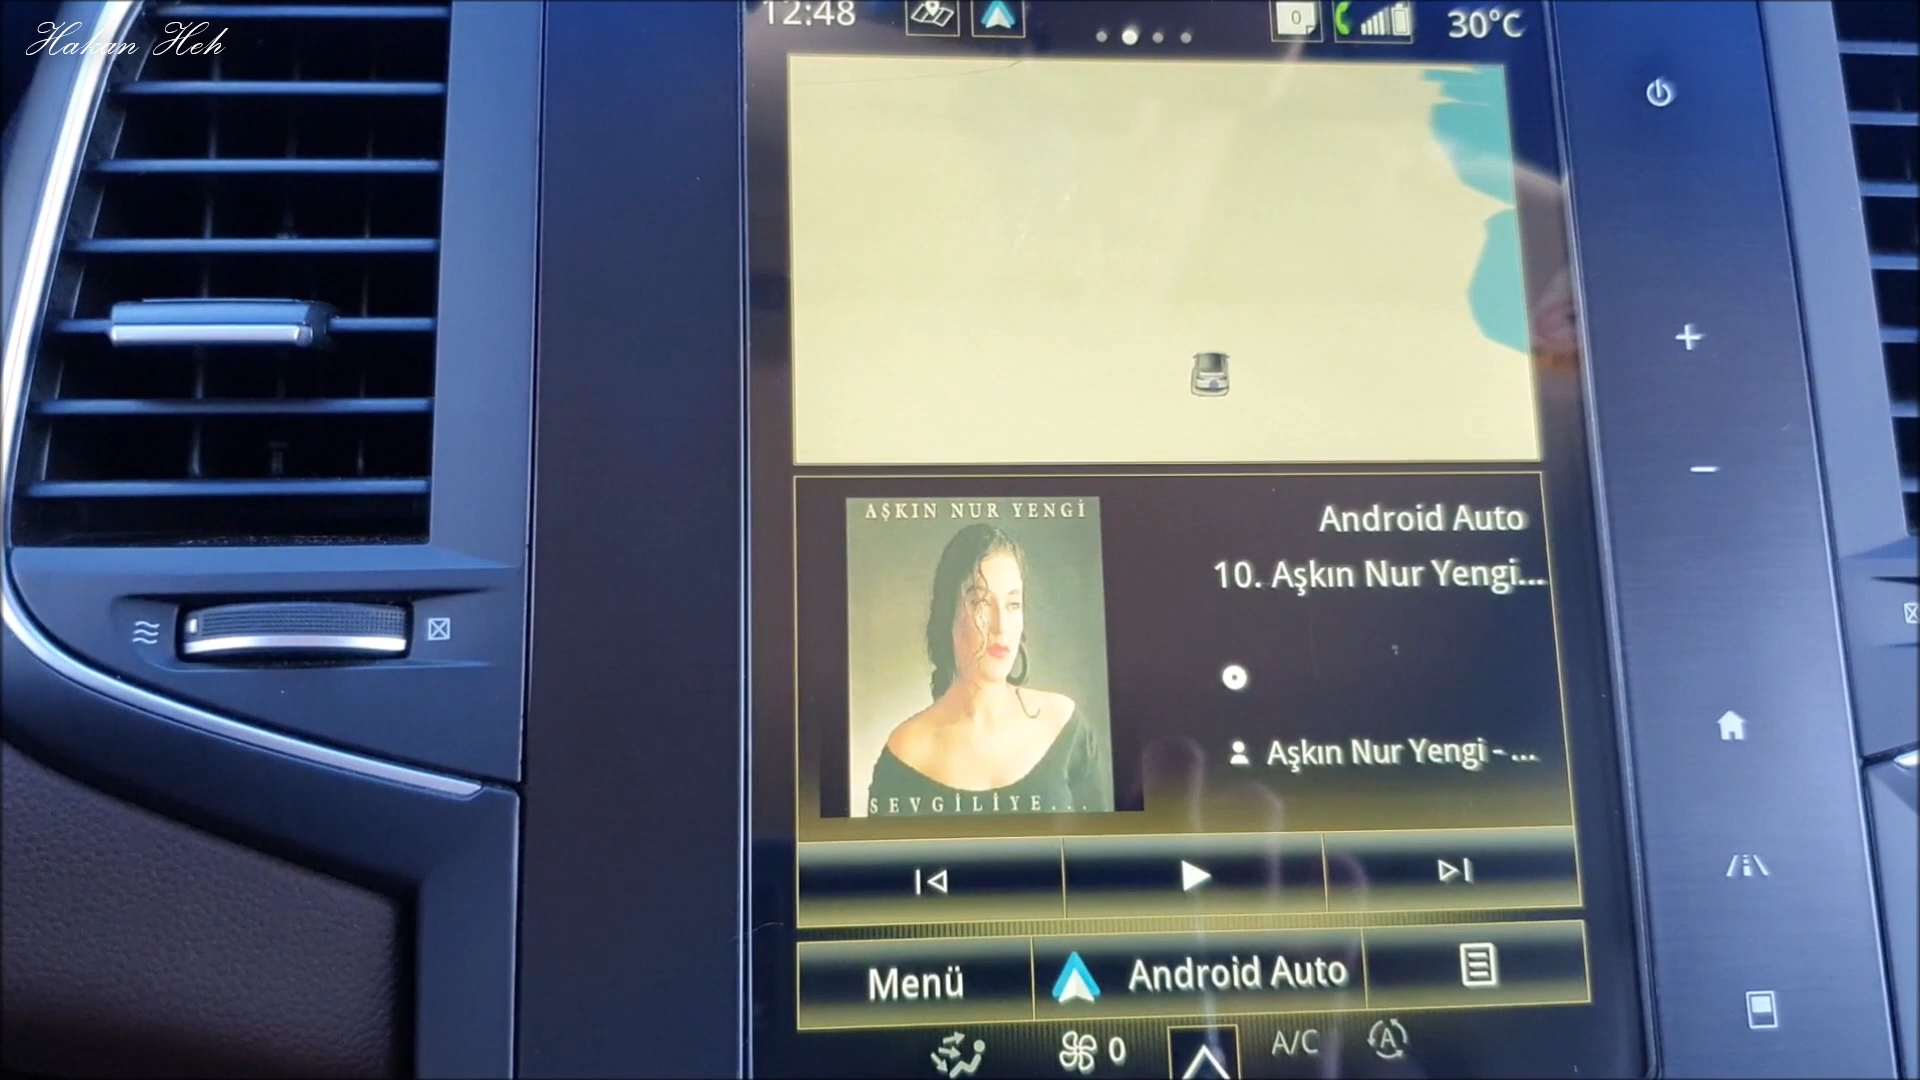 Hakan Heh
12:48
0
30°C
AŞKIN NUR YENGİ
SEVGİLİYE...
Android Auto
10. Aşkın Nur Yengi...
Aşkın Nur Yengi - ...
Menü
Android Auto
0
A/C
A